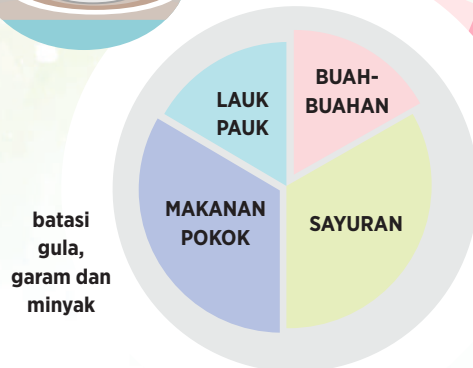 LAUK
PAUK
BUAH-
BUAHAN
MAKANAN
POKOK
SAYURAN
batasi
gula,
garam dan
minyak